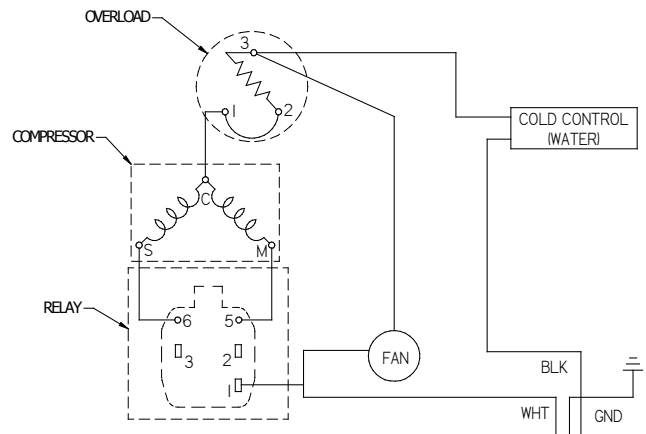 OVERLOAD
3
1
2
COLD CONTROL
(WATER)
COMPRESSOR
C
S
M
RELAY
6
5
3
2
1
FAN
BLK
WHT
GND